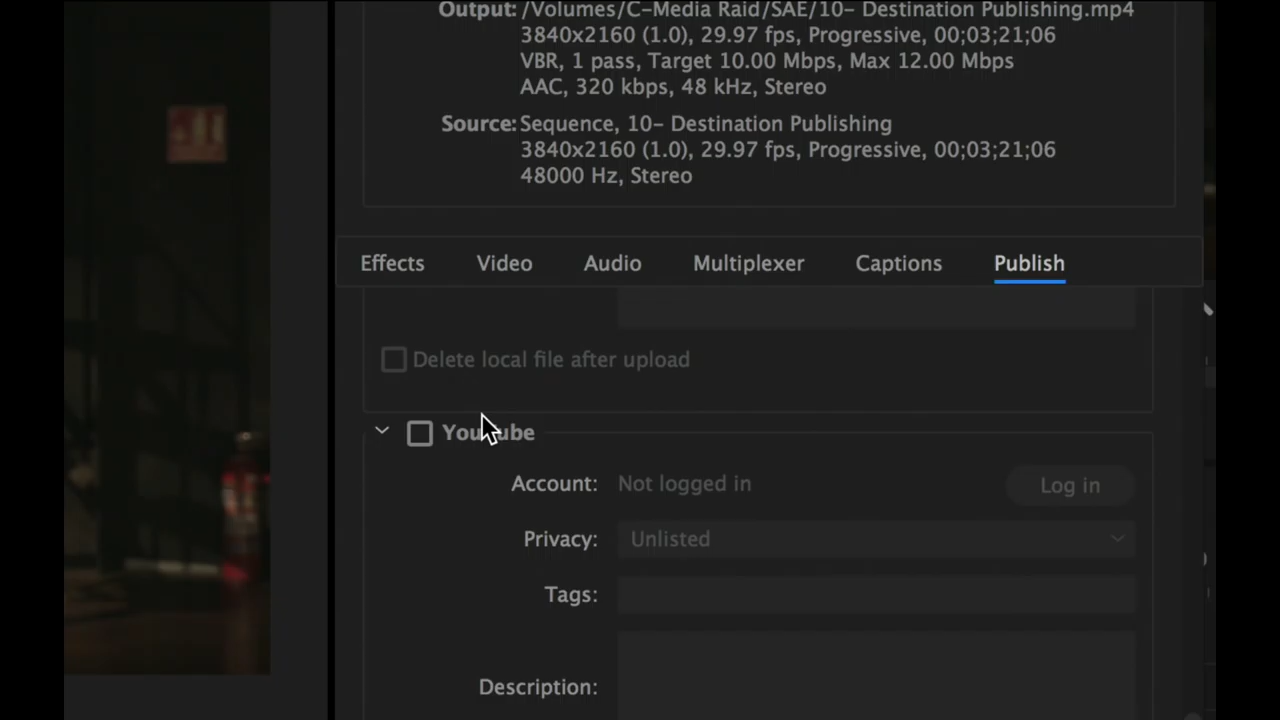 Output: /Volumes/C-Media Raid/SAE/10- Destination Publishing.mp4
3840x2160 (1.0), 29.97 fps, Progressive, 00;03;21;06
VBR, 1 pass, Target 10.00 Mbps, Max 12.00 Mbps
AAC, 320 kbps, 48 kHz, Stereo
Source: Sequence, 10- Destination Publishing
3840x2160 (1.0), 29.97 fps, Progressive, 00;03;21;06
48000 Hz, Stereo
Effects Video Audio Multiplexer Captions Publish
Delete local file after upload
YouTube
Account: Not logged in Log in
Privacy: Unlisted
Tags:
Description: